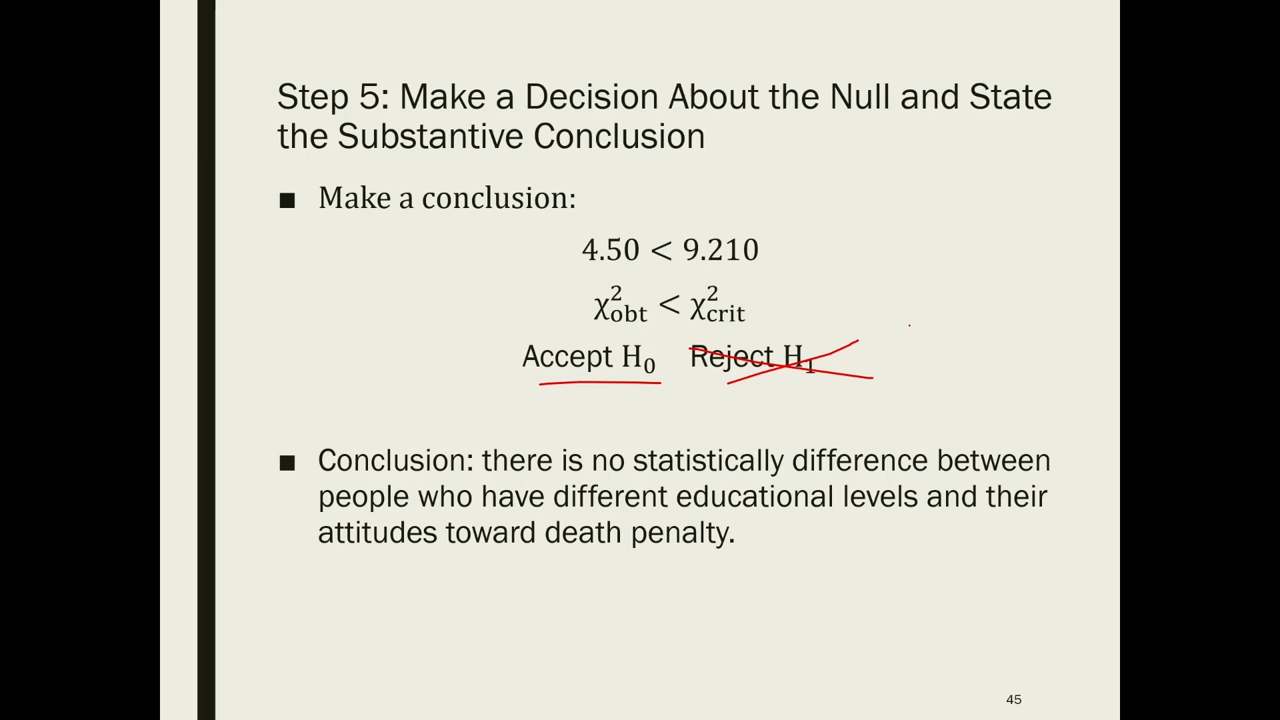 Step 5: Make a Decision About the Null and State
the Substantive Conclusion
■ Make a conclusion:
4.50 < 9.210
χ²obt < χ²crit
Accept H₀ Reject H₁
■ Conclusion: there is no statistically difference between
people who have different educational levels and their
attitudes toward death penalty.
45